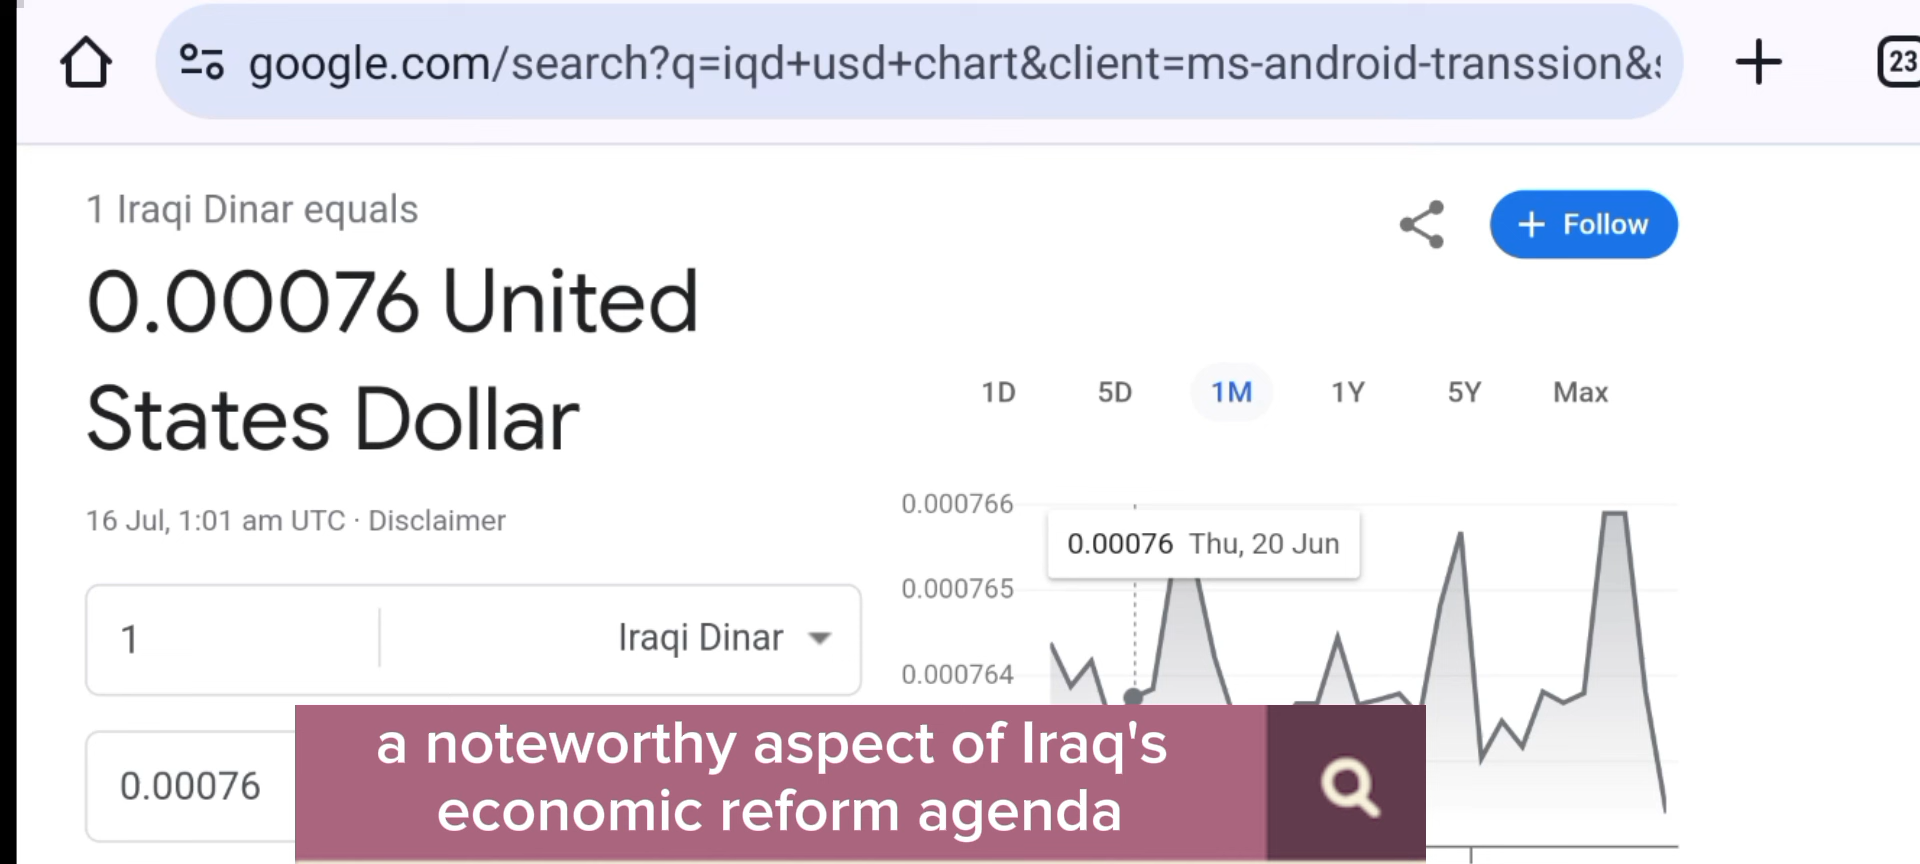 google.com/search?q=iqd+usd+chart&client=ms-android-transsion&
23
1 Iraqi Dinar equals
Follow
0.00076 United
States Dollar
1D 5D 1M 1Y 5Y Max
16 Jul, 1:01 am UTC · Disclaimer
0.000766
0.00076 Thu, 20 Jun
0.000765
1 Iraqi Dinar
0.000764
0.00076
a noteworthy aspect of Iraq's
economic reform agenda